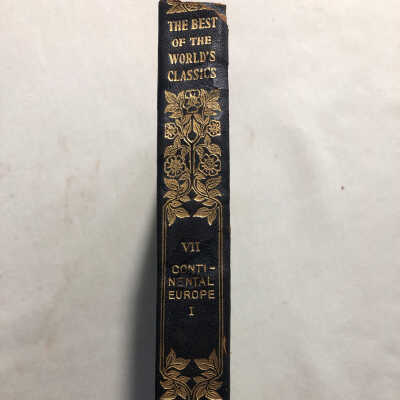 THE BEST
OF THE
WORLD'S
CLASSICS
VII
CONTI-
NENTAL
EUROPE
I